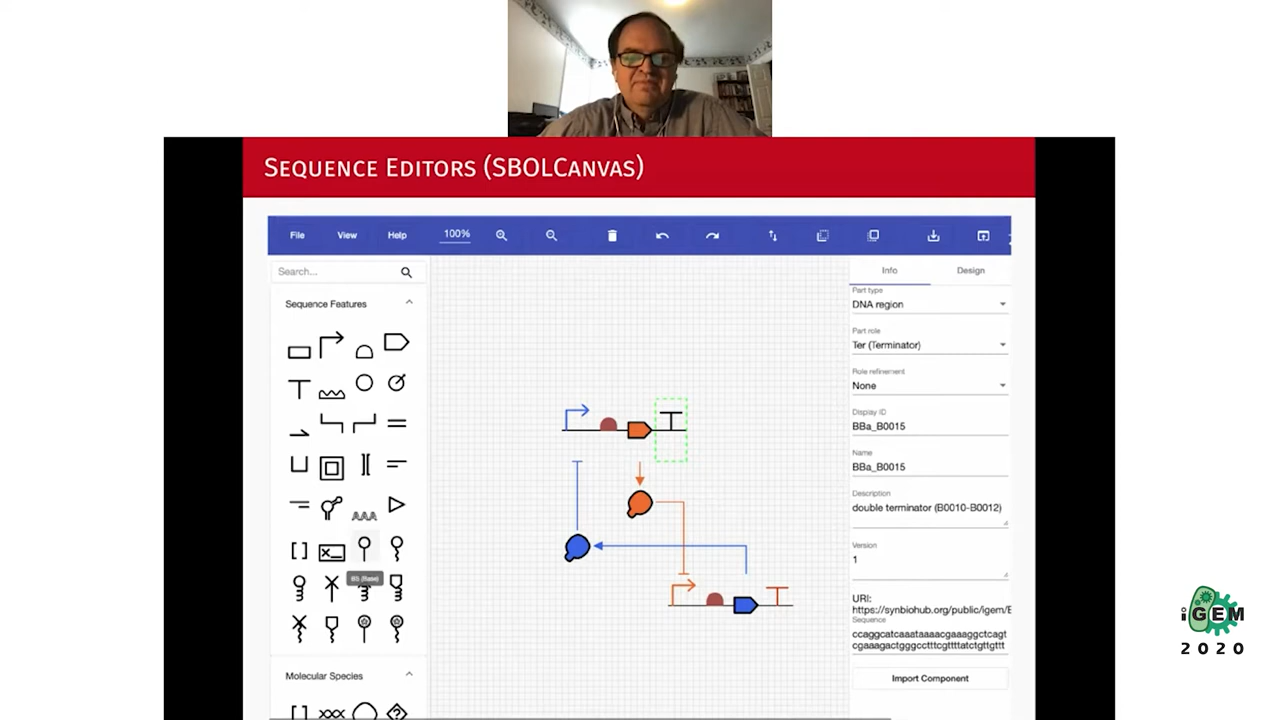 SEQUENCE EDITORS (SBOLCANVAS)
File View Help 100%
Search...
Sequence Features
Molecular Species
Info Design
Part type
DNA region
Part role
Ter (Terminator)
Role refinement
None
Display ID
BBa_B0015
Name
BBa_B0015
Description
double terminator (B0010-B0012)
Version
1
URI:
https://synbiohub.org/public/igem/E
Sequence
ccaggcatcaaataaaacgaaaggctcagt
cgaaagactgggcctttcgttttatctgttgttt
Import Component
iGEM
2020